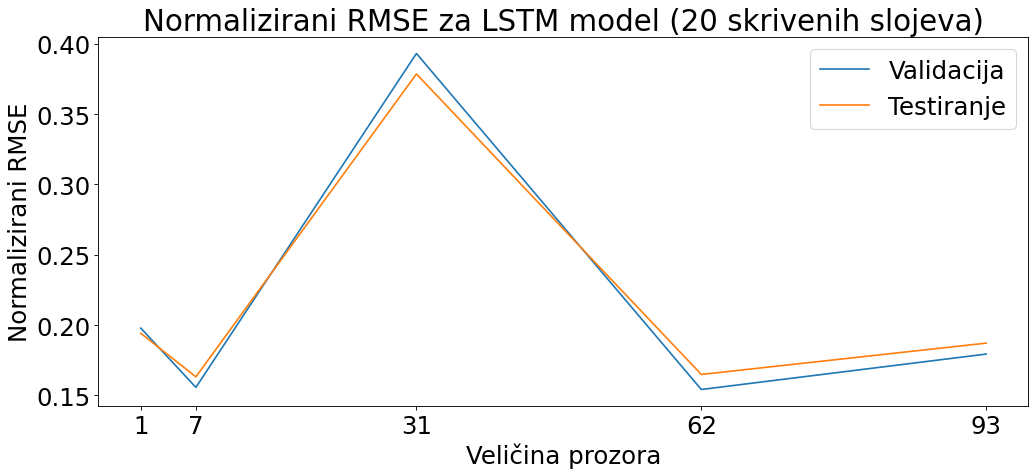 Normalizirani RMSE za LSTM model (20 skrivenih slojeva)
Normalizirani RMSE
0.40
0.35
0.30
0.25
0.20
0.15
Validacija
Testiranje
1 7 31 62 93
Veličina prozora